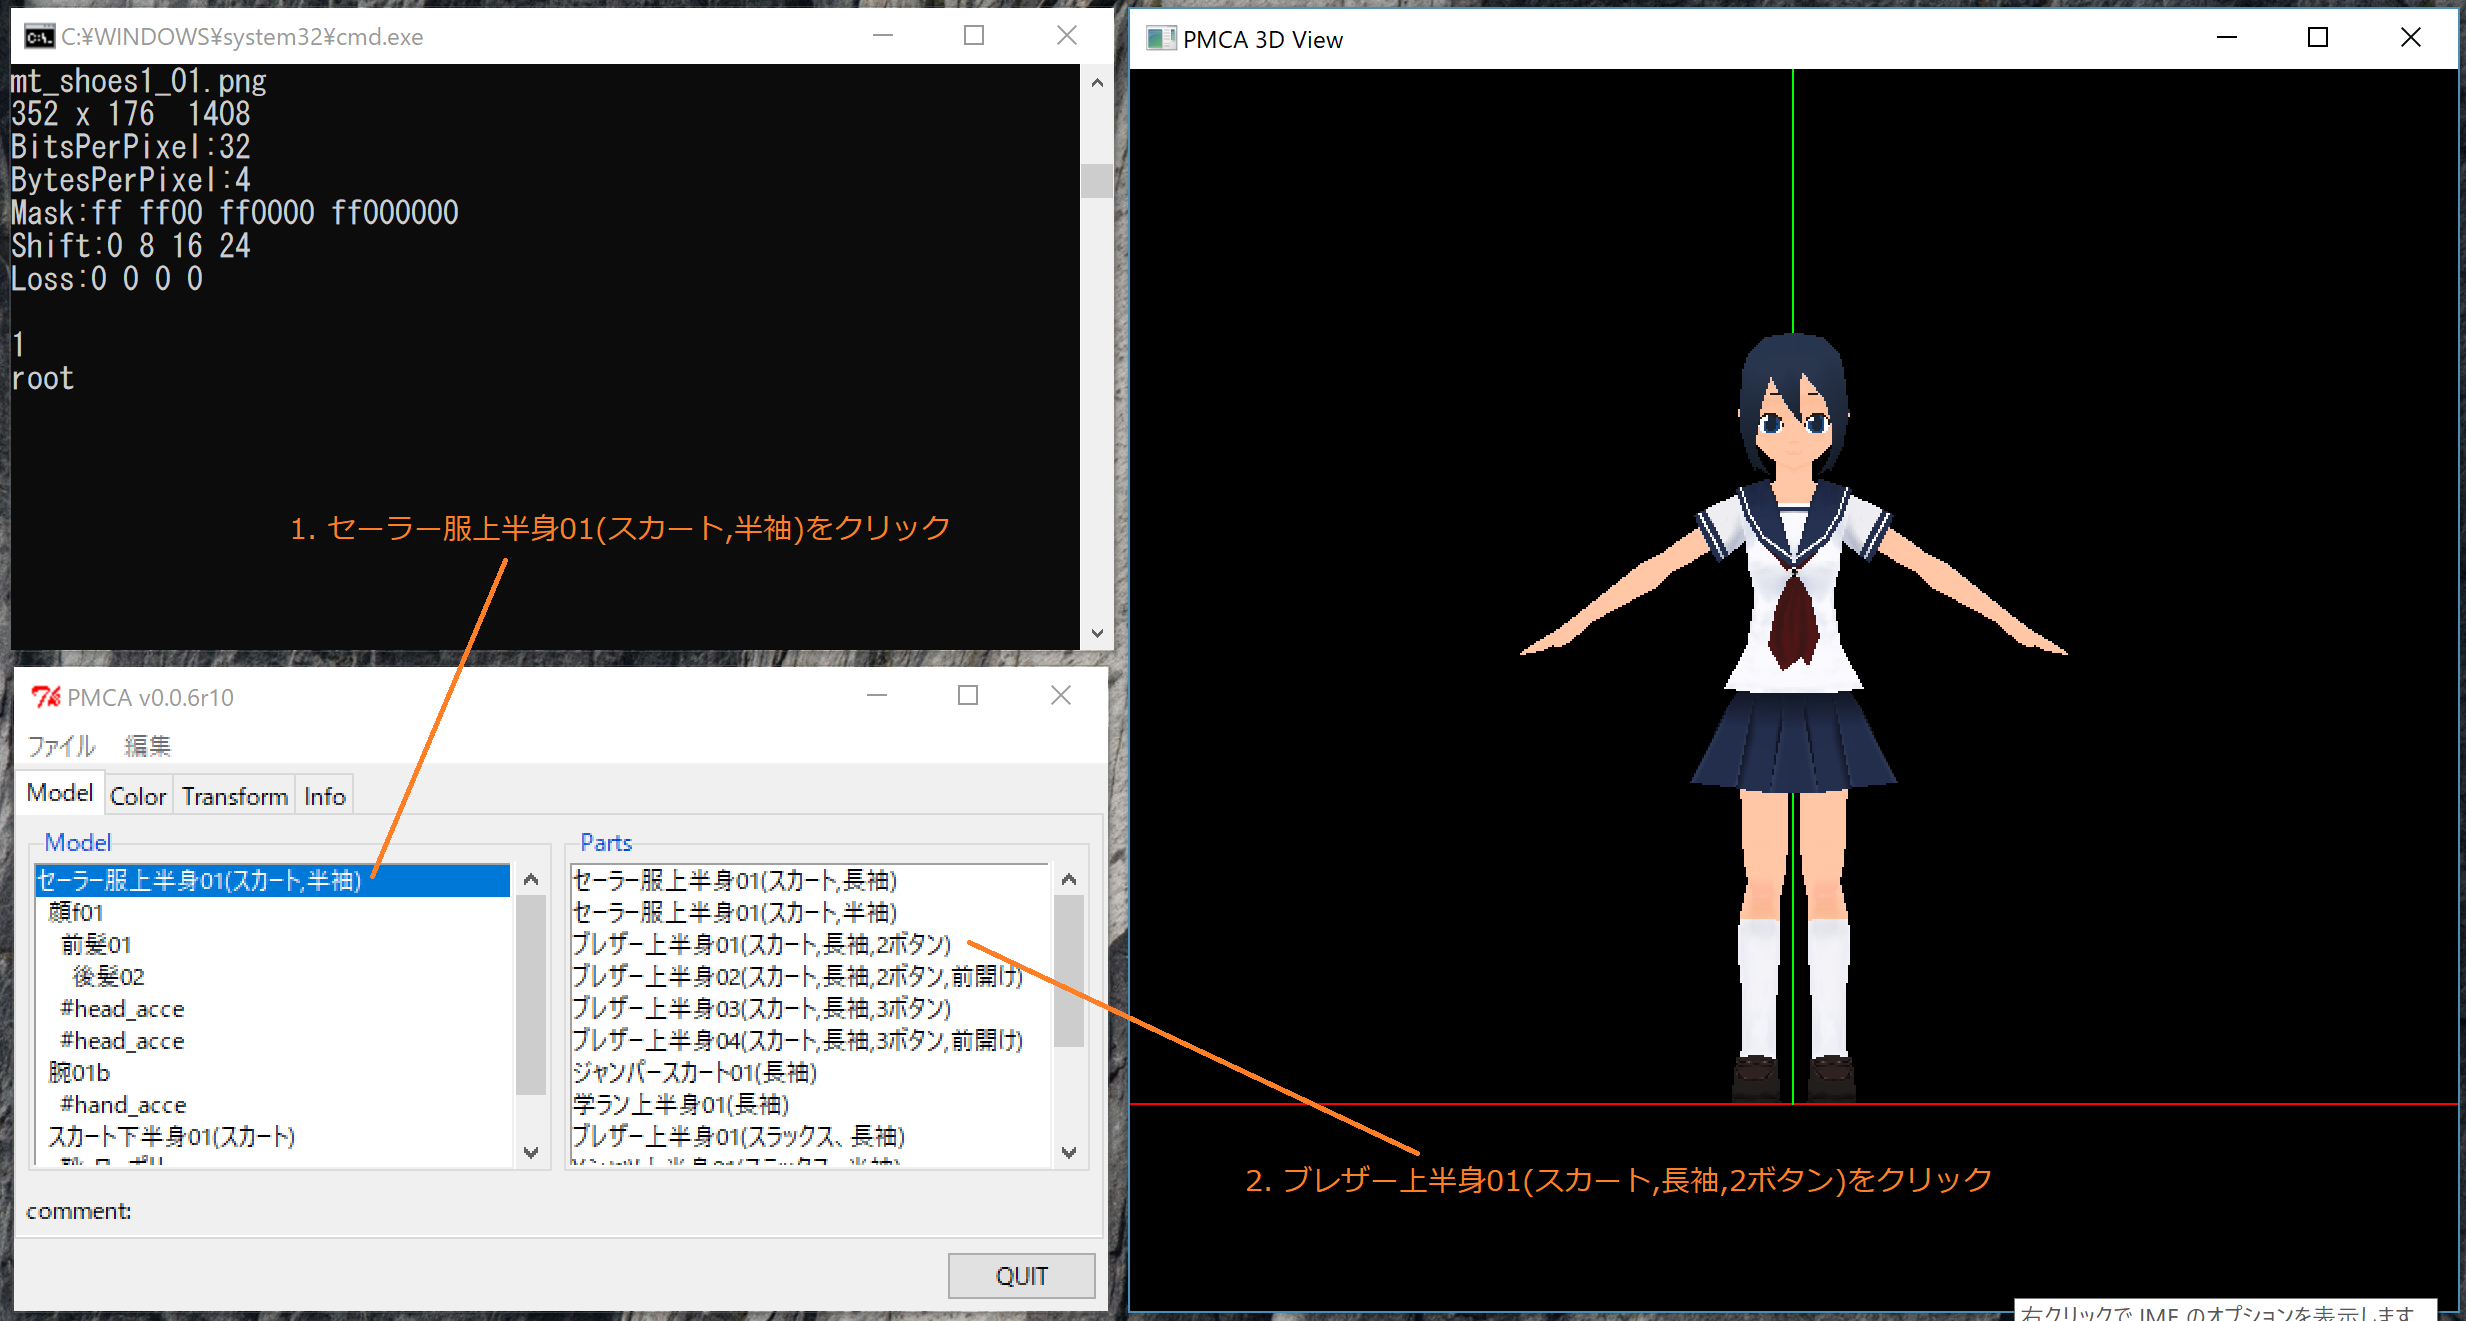 C:¥WINDOWS¥system32¥cmd.exe
mt_shoes1_01.png
352 x 176  1408
BitsPerPixel:32
BytesPerPixel:4
Mask:ff ff00 ff0000 ff000000
Shift:0 8 16 24
Loss:0 0 0 0
1
root
1. セーラー服上半身01(スカート,半袖)をクリック
PMCA v0.0.6r10
ファイル 編集
Model Color Transform Info
Model
セーラー服上半身01(スカート,半袖)
顔f01
前髪01
後髪02
#head_acce
#head_acce
腕01b
#hand_acce
スカート下半身01(スカート)
Parts
セーラー服上半身01(スカート,長袖)
セーラー服上半身01(スカート,半袖)
ブレザー上半身01(スカート,長袖,2ボタン)
ブレザー上半身02(スカート,長袖,2ボタン,前開け)
ブレザー上半身03(スカート,長袖,3ボタン)
ブレザー上半身04(スカート,長袖,3ボタン,前開け)
ジャンパースカート01(長袖)
学ラン上半身01(長袖)
ブレザー上半身01(スラックス、長袖)
comment:
QUIT
PMCA 3D View
2. ブレザー上半身01(スカート,長袖,2ボタン)をクリック
右クリックで IME のオプションを表示します